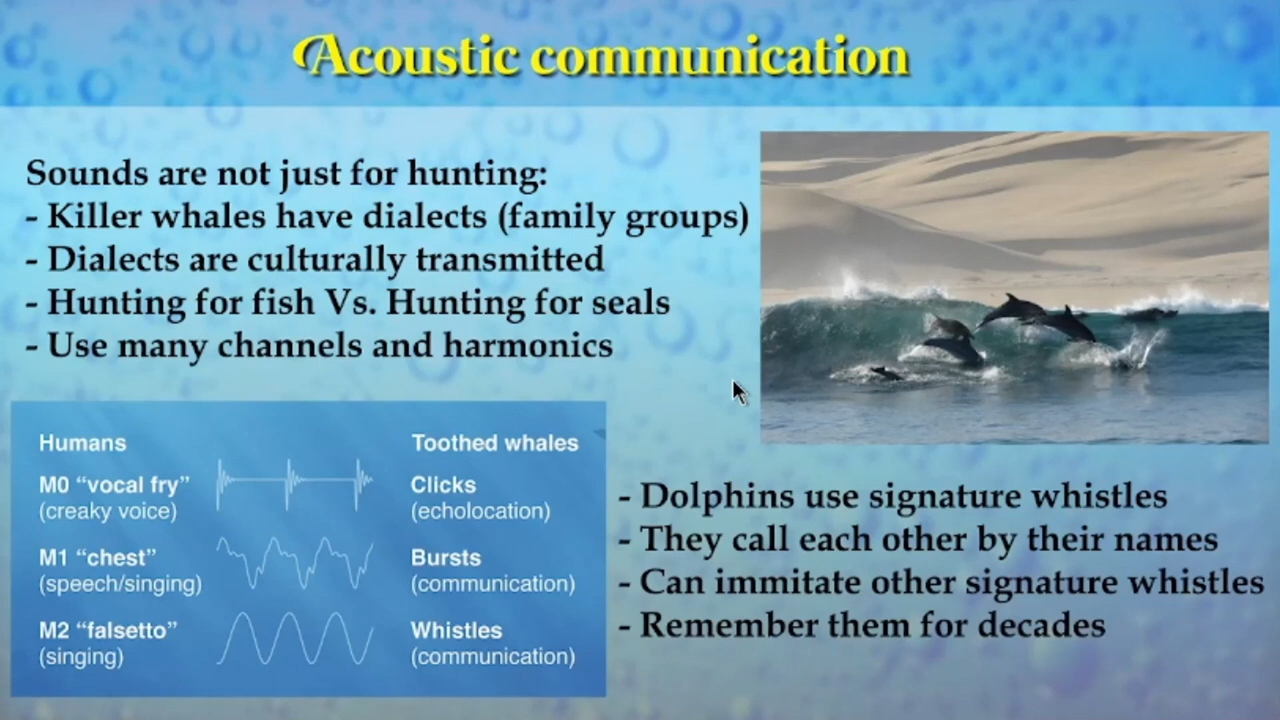 Acoustic communication
Sounds are not just for hunting:
- Killer whales have dialects (family groups)
- Dialects are culturally transmitted
- Hunting for fish Vs. Hunting for seals
- Use many channels and harmonics
Humans
Toothed whales
M0 “vocal fry”
(creaky voice)
Clicks
(echolocation)
M1 “chest”
(speech/singing)
Bursts
(communication)
M2 “falsetto”
(singing)
Whistles
(communication)
- Dolphins use signature whistles
- They call each other by their names
- Can immitate other signature whistles
- Remember them for decades